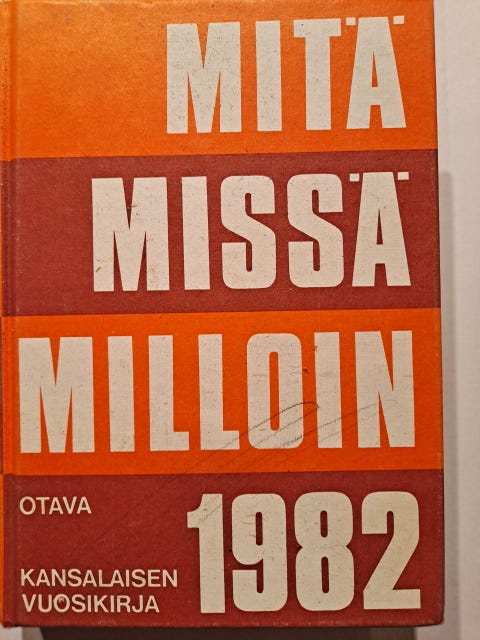 MITÄ
MISSÄ
MILLOIN
OTAVA
1982
KANSALAISEN
VUOSIKIRJA